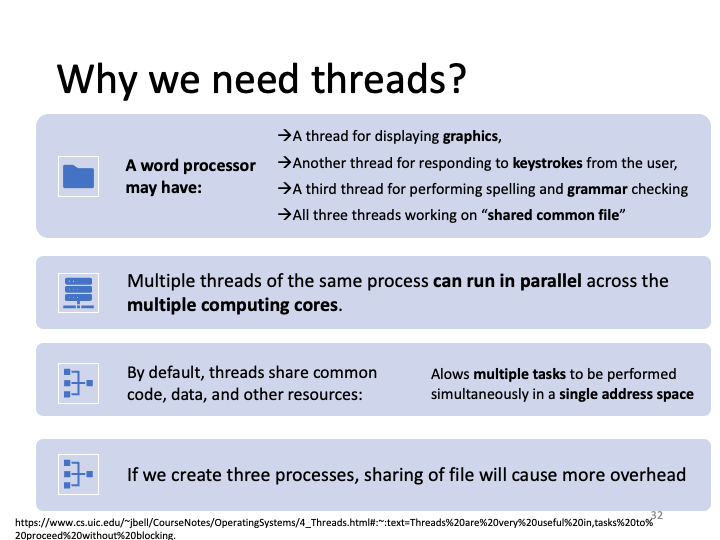 Why we need threads?
A word processor
may have:
→A thread for displaying graphics,
→Another thread for responding to keystrokes from the user,
→A third thread for performing spelling and grammar checking
→All three threads working on “shared common file”
Multiple threads of the same process can run in parallel across the
multiple computing cores.
By default, threads share common
code, data, and other resources:
Alows multiple tasks to be performed
simultaneously in a single address space
If we create three processes, sharing of file will cause more overhead
32
https://www.cs.uic.edu/~jbell/CourseNotes/OperatingSystems/4_Threads.html#:~:text=Threads%20are%20very%20useful%20in,tasks%20to%
20proceed%20without%20blocking.